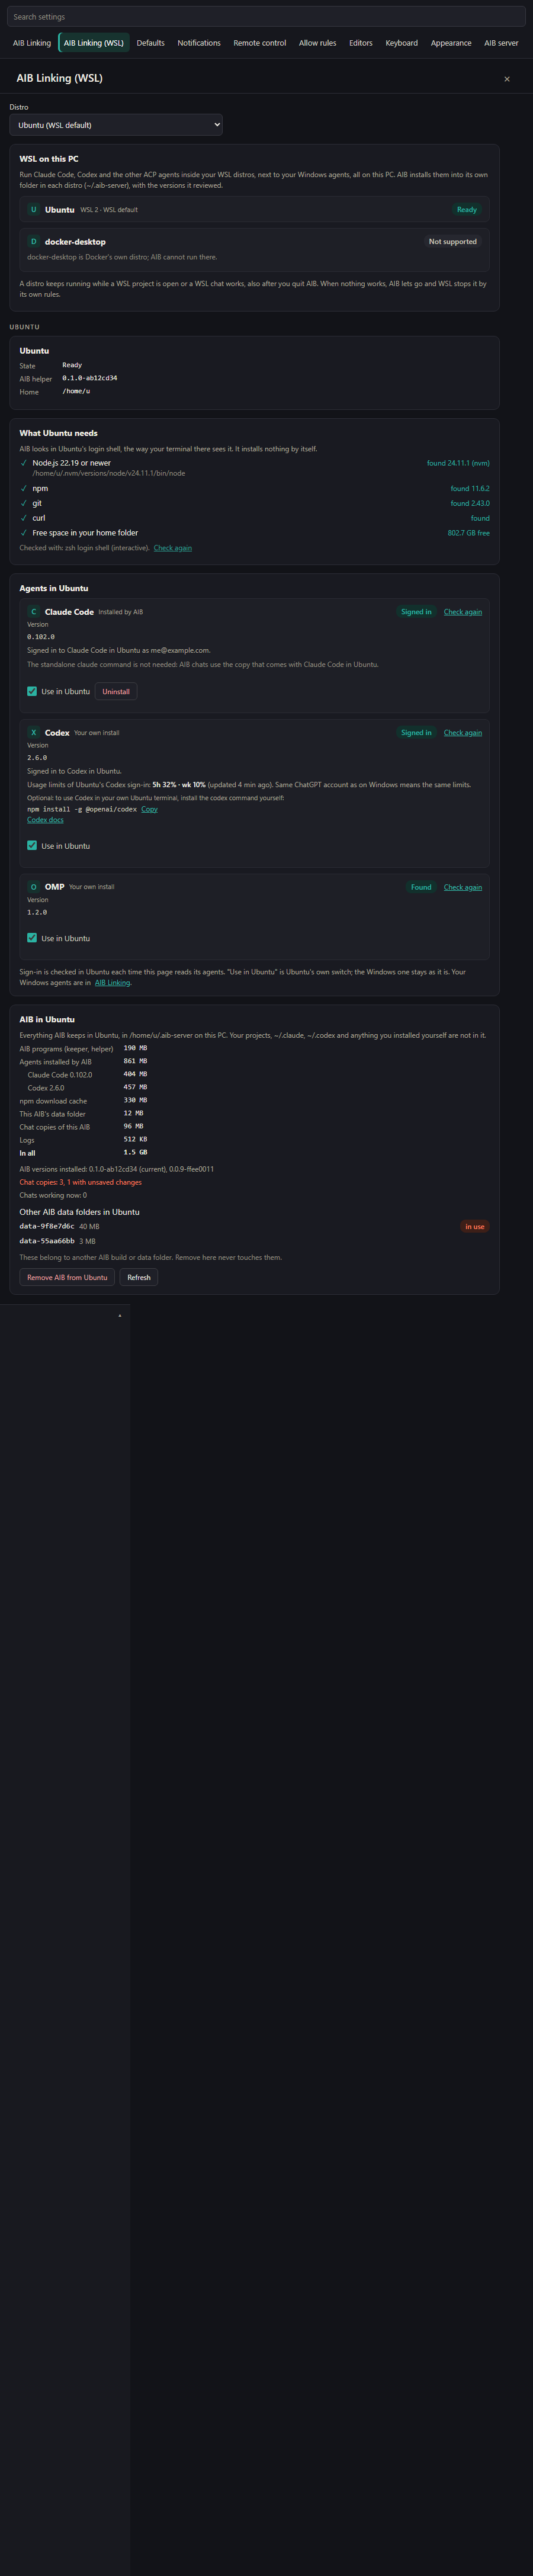 Search settings
AIB Linking
AIB Linking (WSL)
Defaults
Notifications
Remote control
Allow rules
Editors
Keyboard
Appearance
AIB server
AIB Linking (WSL)
×
Distro
Ubuntu (WSL default)
WSL on this PC
Run Claude Code, Codex and the other ACP agents inside your WSL distros, next to your Windows agents, all on this PC. AIB installs them into its own
folder in each distro (~/.aib-server), with the versions it reviewed.
U Ubuntu WSL 2 · WSL default Ready
D docker-desktop Not supported
docker-desktop is Docker's own distro; AIB cannot run there.
A distro keeps running while a WSL project is open or a WSL chat works, also after you quit AIB. When nothing works, AIB lets go and WSL stops it by
its own rules.
UBUNTU
Ubuntu
State Ready
AIB helper 0.1.0-ab12cd34
Home /home/u
What Ubuntu needs
AIB looks in Ubuntu's login shell, the way your terminal there sees it. It installs nothing by itself.
✓ Node.js 22.19 or newer found 24.11.1 (nvm)
/home/u/.nvm/versions/node/v24.11.1/bin/node
✓ npm found 11.6.2
✓ git found 2.43.0
✓ curl found
✓ Free space in your home folder 802.7 GB free
Checked with: zsh login shell (interactive). Check again
Agents in Ubuntu
C Claude Code Installed by AIB Signed in Check again
Version
0.102.0
Signed in to Claude Code in Ubuntu as me@example.com.
The standalone claude command is not needed: AIB chats use the copy that comes with Claude Code in Ubuntu.
Use in Ubuntu Uninstall
X Codex Your own install Signed in Check again
Version
2.6.0
Signed in to Codex in Ubuntu.
Usage limits of Ubuntu's Codex sign-in: 5h 32% · wk 10% (updated 4 min ago). Same ChatGPT account as on Windows means the same limits.
Optional: to use Codex in your own Ubuntu terminal, install the codex command yourself:
npm install -g @openai/codex Copy
Codex docs
Use in Ubuntu
O OMP Your own install Found Check again
Version
1.2.0
Use in Ubuntu
Sign-in is checked in Ubuntu each time this page reads its agents. "Use in Ubuntu" is Ubuntu's own switch; the Windows one stays as it is. Your
Windows agents are in AIB Linking.
AIB in Ubuntu
Everything AIB keeps in Ubuntu, in /home/u/.aib-server on this PC. Your projects, ~/.claude, ~/.codex and anything you installed yourself are not in it.
AIB programs (keeper, helper) 190 MB
Agents installed by AIB 861 MB
Claude Code 0.102.0 404 MB
Codex 2.6.0 457 MB
npm download cache 330 MB
This AIB's data folder 12 MB
Chat copies of this AIB 96 MB
Logs 512 KB
In all 1.5 GB
AIB versions installed: 0.1.0-ab12cd34 (current), 0.0.9-ffee0011
Chat copies: 3, 1 with unsaved changes
Chats working now: 0
Other AIB data folders in Ubuntu
data-9f8e7d6c 40 MB in use
data-55aa66bb 3 MB
These belong to another AIB build or data folder. Remove here never touches them.
Remove AIB from Ubuntu Refresh